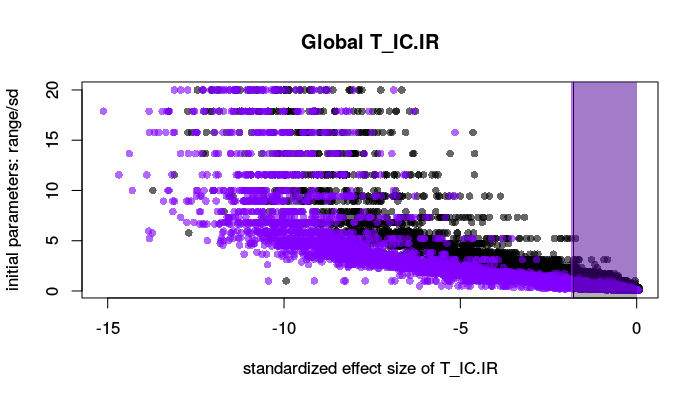 Global T_IC.IR
initial parameters: range/sd
20
15
10
5
0
-15 -10 -5 0
standardized effect size of T_IC.IR